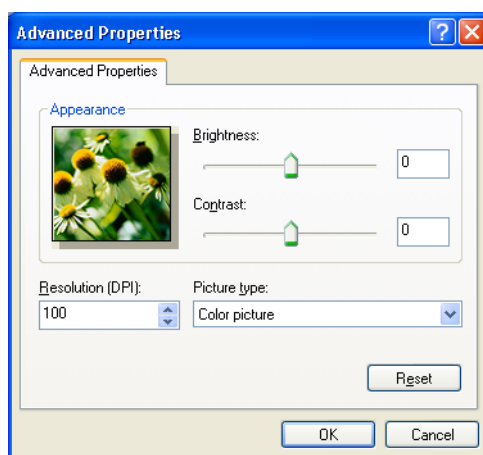 Advanced Properties
Advanced Properties
Appearance
Brightness:
0
Contrast:
0
Resolution (DPI): Picture type:
100 Color picture
Reset
OK Cancel